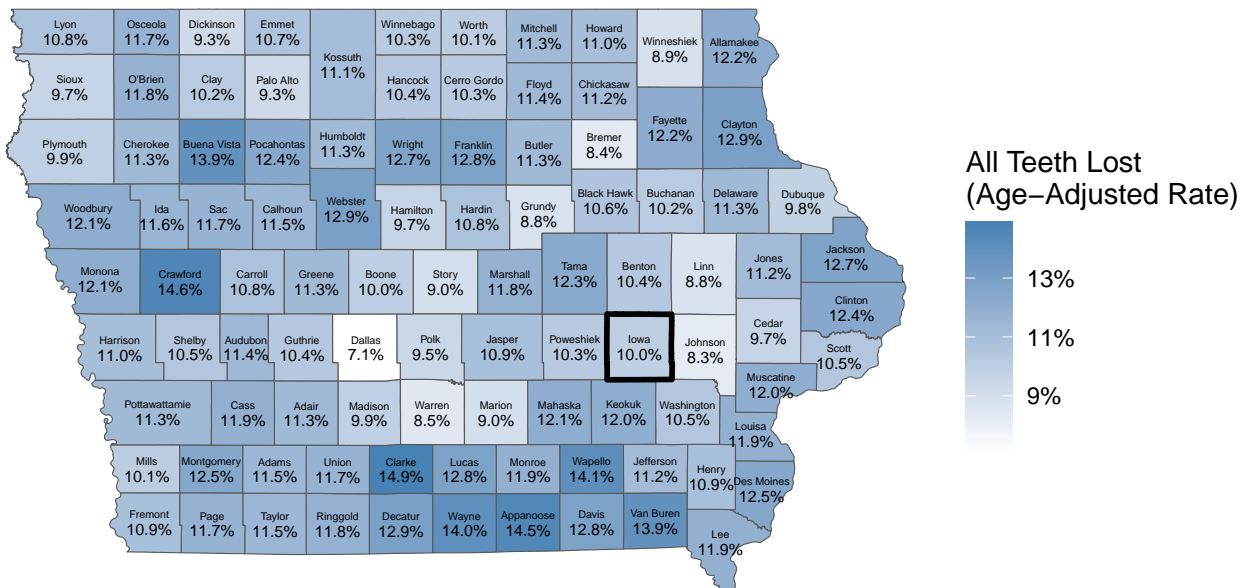 Lyon
10.8%
Osceola
11.7%
Dickinson
9.3%
Emmet
10.7%
Kossuth
11.1%
Winnebago
10.3%
Worth
10.1%
Mitchell
11.3%
Howard
11.0%
Winneshiek
8.9%
Allamakee
12.2%
Sioux
9.7%
O'Brien
11.8%
Clay
10.2%
Palo Alto
9.3%
Hancock
10.4%
Cerro Gordo
10.3%
Floyd
11.4%
Chickasaw
11.2%
Fayette
12.2%
Clayton
12.9%
Plymouth
9.9%
Cherokee
11.3%
Buena Vista
13.9%
Pocahontas
12.4%
Humboldt
11.3%
Wright
12.7%
Franklin
12.8%
Butler
11.3%
Bremer
8.4%
Woodbury
12.1%
Ida
11.6%
Sac
11.7%
Calhoun
11.5%
Webster
12.9%
Hamilton
9.7%
Hardin
10.8%
Grundy
8.8%
Black Hawk
10.6%
Buchanan
10.2%
Delaware
11.3%
Dubuque
9.8%
Monona
12.1%
Crawford
14.6%
Carroll
10.8%
Greene
11.3%
Boone
10.0%
Story
9.0%
Marshall
11.8%
Tama
12.3%
Benton
10.4%
Linn
8.8%
Jones
11.2%
Jackson
12.7%
Clinton
12.4%
Harrison
11.0%
Shelby
10.5%
Audubon
11.4%
Guthrie
10.4%
Dallas
7.1%
Polk
9.5%
Jasper
10.9%
Poweshiek
10.3%
Iowa
10.0%
Johnson
8.3%
Cedar
9.7%
Scott
10.5%
Muscatine
12.0%
Pottawattamie
11.3%
Cass
11.9%
Adair
11.3%
Madison
9.9%
Warren
8.5%
Marion
9.0%
Mahaska
12.1%
Keokuk
12.0%
Washington
10.5%
Louisa
11.9%
Mills
10.1%
Montgomery
12.5%
Adams
11.5%
Union
11.7%
Clarke
14.9%
Lucas
12.8%
Monroe
11.9%
Wapello
14.1%
Jefferson
11.2%
Henry
10.9%
Des Moines
12.5%
Fremont
10.9%
Page
11.7%
Taylor
11.5%
Ringgold
11.8%
Decatur
12.9%
Wayne
14.0%
Appanoose
14.5%
Davis
12.8%
Van Buren
13.9%
Lee
11.9%
All Teeth Lost
(Age−Adjusted Rate)
13%
11%
9%